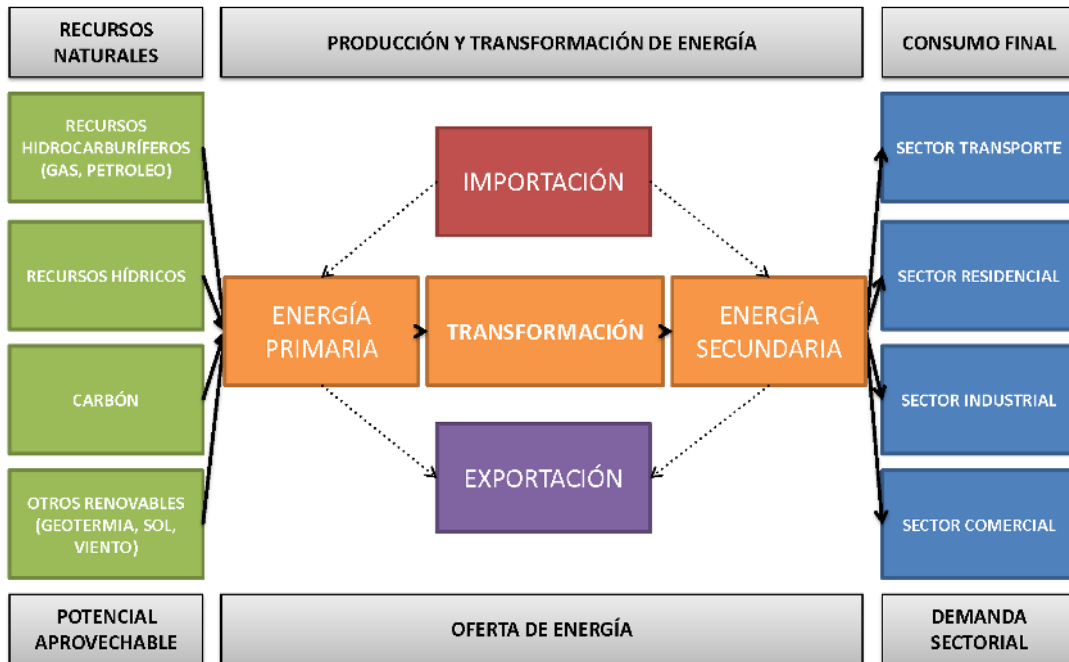 RECURSOS
NATURALES
PRODUCCIÓN Y TRANSFORMACIÓN DE ENERGÍA
CONSUMO FINAL
RECURSOS
HIDROCARBURÍFEROS
(GAS, PETROLEO)
RECURSOS HÍDRICOS
CARBÓN
OTROS RENOVABLES
(GEOTERMIA, SOL,
VIENTO)
IMPORTACIÓN
ENERGÍA
PRIMARIA
TRANSFORMACIÓN
ENERGÍA
SECUNDARIA
EXPORTACIÓN
SECTOR TRANSPORTE
SECTOR RESIDENCIAL
SECTOR INDUSTRIAL
SECTOR COMERCIAL
POTENCIAL
APROVECHABLE
OFERTA DE ENERGÍA
DEMANDA
SECTORIAL